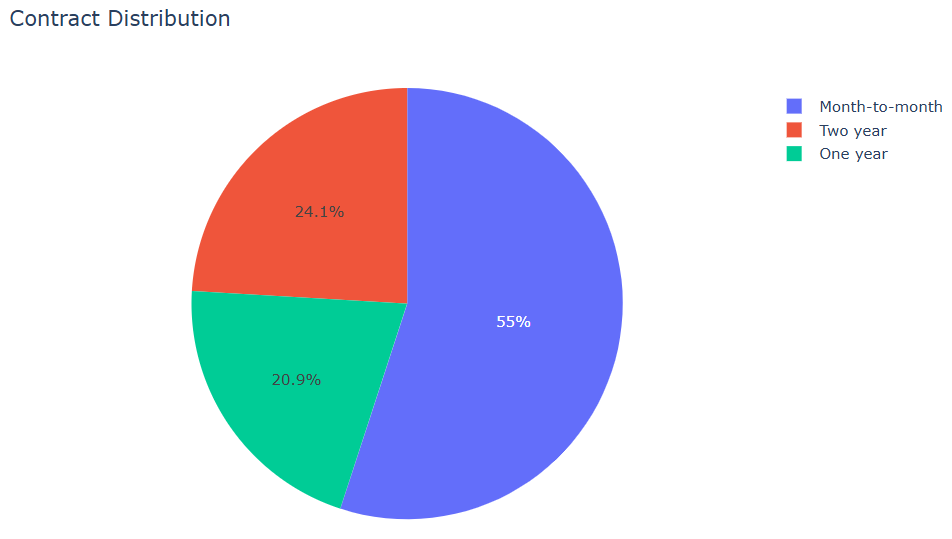 Contract Distribution
Month-to-month
Two year
One year
24.1%
55%
20.9%